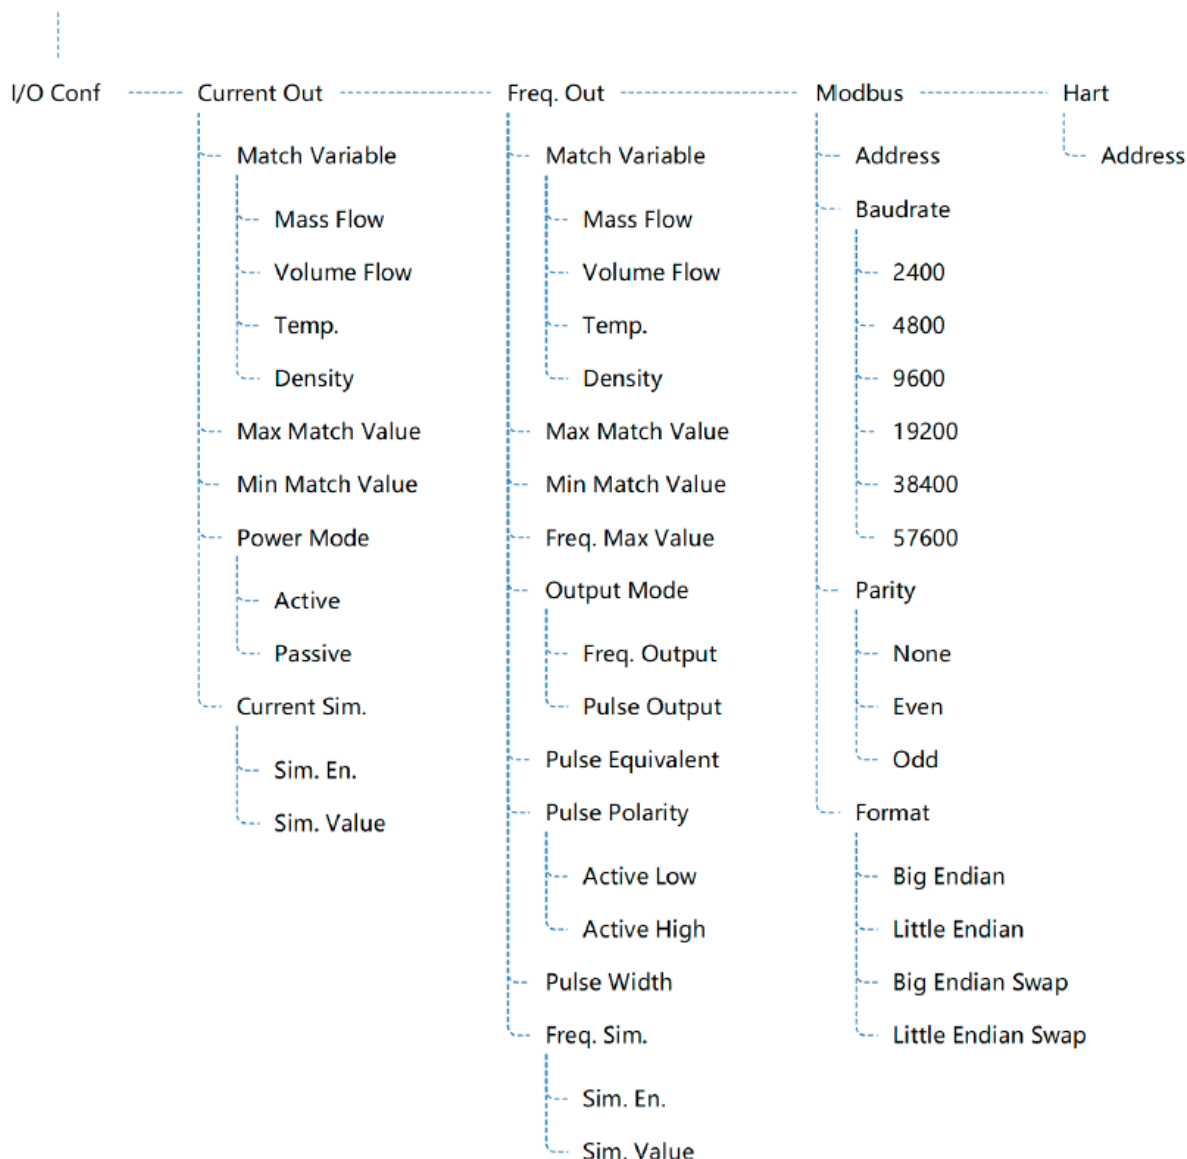 I/O Conf
Current Out
Freq. Out
Modbus
Hart
Match Variable
Mass Flow
Volume Flow
Temp.
Density
Max Match Value
Min Match Value
Power Mode
Active
Passive
Current Sim.
Sim. En.
Sim. Value
Match Variable
Mass Flow
Volume Flow
Temp.
Density
Max Match Value
Min Match Value
Freq. Max Value
Output Mode
Freq. Output
Pulse Output
Pulse Equivalent
Pulse Polarity
Active Low
Active High
Pulse Width
Freq. Sim.
Sim. En.
Sim. Value
Address
Baudrate
2400
4800
9600
19200
38400
57600
Parity
None
Even
Odd
Format
Big Endian
Little Endian
Big Endian Swap
Little Endian Swap
Address